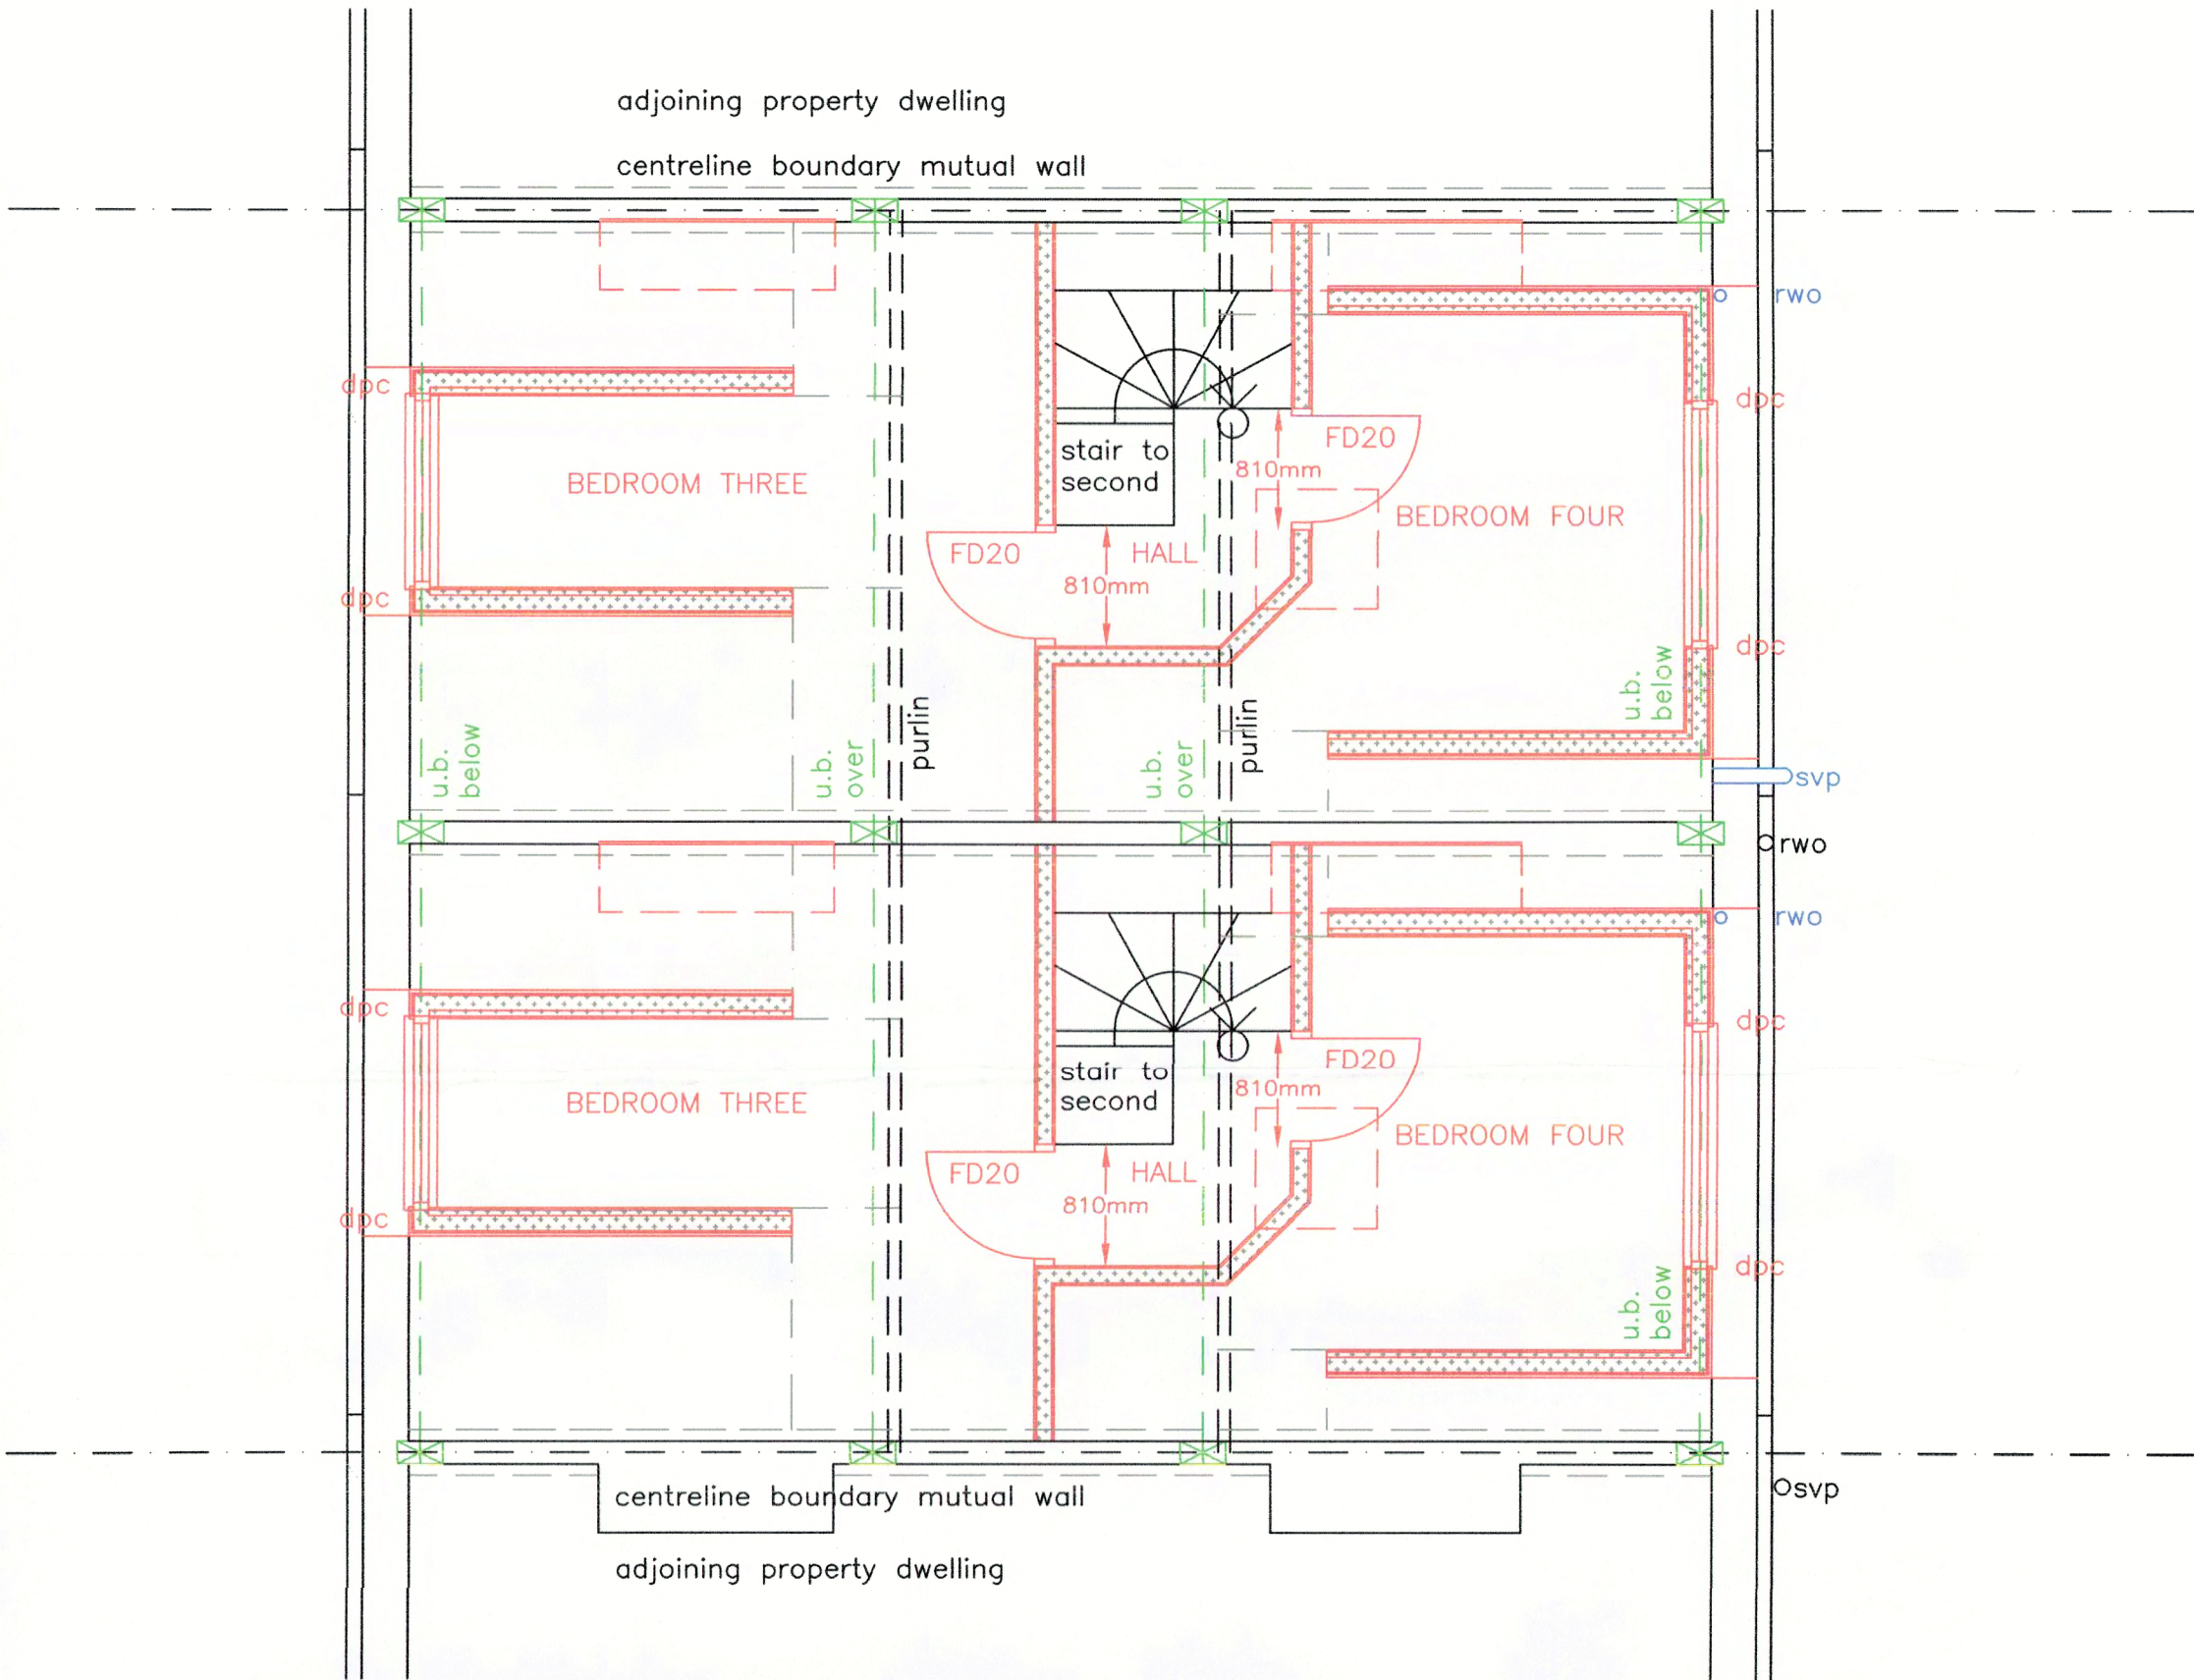 adjoining property dwelling
centreline boundary mutual wall
rwo
dpc
dpc
stair to
second
FD20
810mm
BEDROOM THREE
BEDROOM FOUR
FD20
HALL
810mm
dpc
dpc
u.b.
below
u.b.
over
purlin
u.b.
over
purlin
u.b.
below
svp
rwo
rwo
dpc
dpc
stair to
second
FD20
810mm
BEDROOM THREE
BEDROOM FOUR
FD20
HALL
810mm
dpc
dpc
u.b.
below
centreline boundary mutual wall
svp
adjoining property dwelling